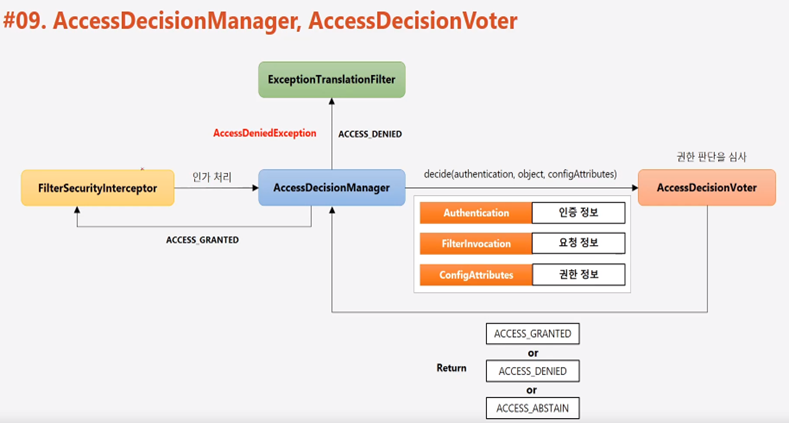 #09. AccessDecisionManager, AccessDecisionVoter
ExceptionTranslationFilter
AccessDeniedException
ACCESS_DENIED
권한 판단을 심사
FilterSecurityInterceptor
인가 처리
AccessDecisionManager
decide(authentication, object, configAttributes)
AccessDecisionVoter
Authentication
인증 정보
FilterInvocation
요청 정보
ConfigAttributes
권한 정보
ACCESS_GRANTED
Return
ACCESS_GRANTED
or
ACCESS_DENIED
or
ACCESS_ABSTAIN